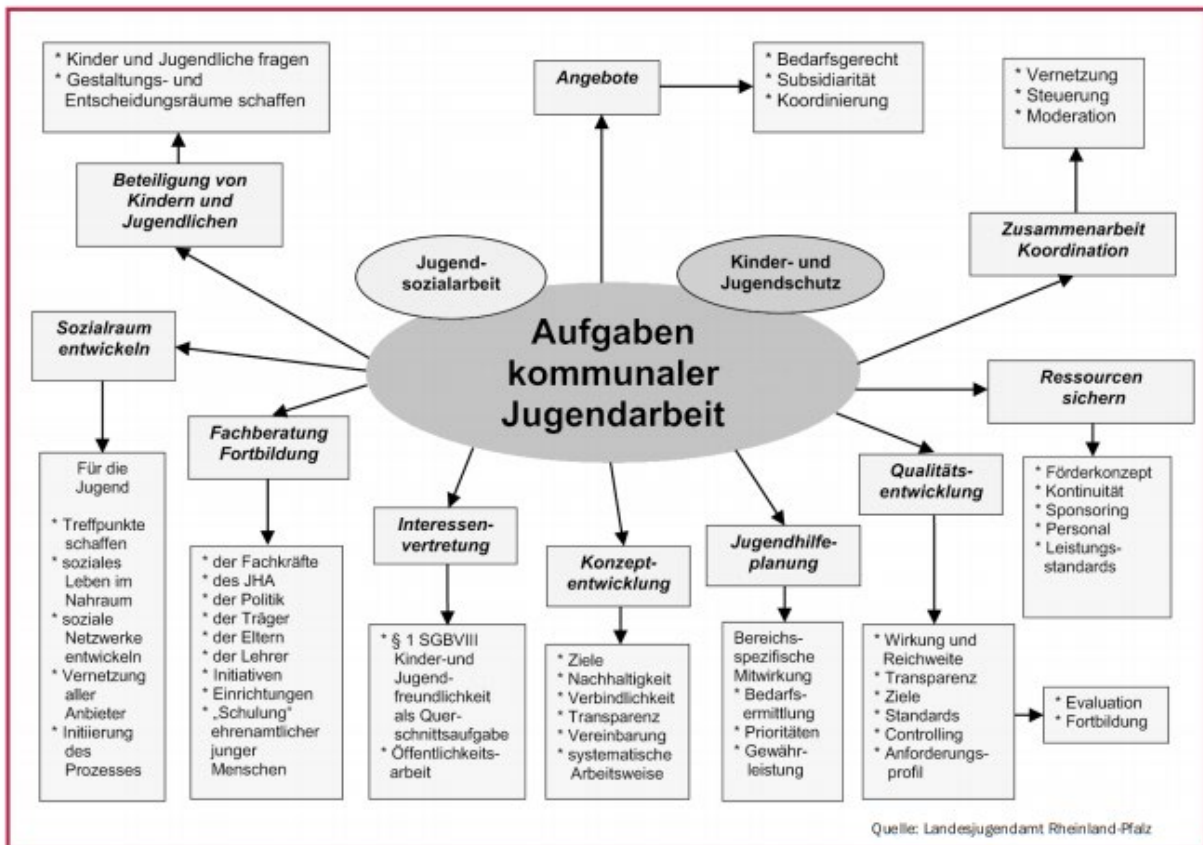 * Kinder und Jugendliche fragen
* Gestaltungs- und
Entscheidungsräume schaffen
Beteiligung von
Kindern und
Jugendlichen
Angebote
* Bedarfsgerecht
* Subsidiarität
* Koordinierung
* Vernetzung
* Steuerung
* Moderation
Zusammenarbeit
Koordination
Jugend-
sozialarbeit
Kinder- und
Jugendschutz
Aufgaben
kommunaler
Jugendarbeit
Sozialraum
entwickeln
Für die
Jugend
* Treffpunkte
schaffen
* soziales
Leben im
Nahraum
* soziale
Netzwerke
entwickeln
* Vernetzung
aller
Anbieter
* Initiierung
des
Prozesses
Fachberatung
Fortbildung
* der Fachkräfte
* des JHA
* der Politik
* der Träger
* der Eltern
* der Lehrer
* Initiativen
* Einrichtungen
* „Schulung“
ehrenamtlicher
junger
Menschen
Interessen-
vertretung
* § 1 SGBVIII
Kinder-und
Jugend-
freundlichkeit
als Quer-
schnittsaufgabe
* Öffentlichkeits-
arbeit
Konzept-
entwicklung
* Ziele
* Nachhaltigkeit
* Verbindlichkeit
* Transparenz
* Vereinbarung
* systematische
Arbeitsweise
Jugendhilfe-
planung
Bereichs-
spezifische
Mitwirkung
* Bedarfs-
ermittlung
* Prioritäten
* Gewähr-
leistung
Qualitäts-
entwicklung
* Wirkung und
Reichweite
* Transparenz
* Ziele
* Standards
* Controlling
* Anforderungs-
profil
* Evaluation
* Fortbildung
Ressourcen
sichern
* Förderkonzept
* Kontinuität
* Sponsoring
* Personal
* Leistungs-
standards
Quelle: Landesjugendamt Rheinland-Pfalz